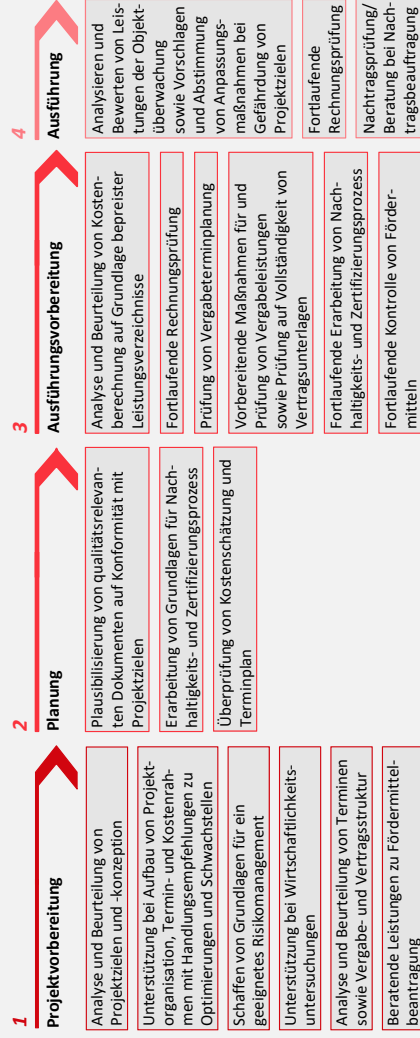 1
Projektvorbereitung
Analyse und Beurteilung von
Projektzielen und -konzeption
Unterstützung bei Aufbau von Projekt-
organisation, Termin- und Kostenrah-
men mit Handlungsempfehlungen zu
Optimierungen und Schwachstellen
Schaffen von Grundlagen für ein
geeignetes Risikomanagement
Unterstützung bei Wirtschaftlichkeits-
untersuchungen
Analyse und Beurteilung von Terminen
sowie Vergabe- und Vertragsstruktur
Beratende Leistungen zu Fördermittel-
beantragung
2
Planung
Plausibilisierung von qualitätsrelevan-
ten Dokumenten auf Konformität mit
Projektzielen
Erarbeitung von Grundlagen für Nach-
haltigkeits- und Zertifizierungsprozess
Überprüfung von Kostenschätzung und
Terminplan
3
Ausführungsvorbereitung
Analyse und Beurteilung von Kosten-
berechnung auf Grundlage bepreister
Leistungsverzeichnisse
Fortlaufende Rechnungsprüfung
Prüfung von Vergabeterminplanung
Vorbereitende Maßnahmen für und
Prüfung von Vergabeleistungen
sowie Prüfung auf Vollständigkeit von
Vertragsunterlagen
Fortlaufende Erarbeitung von Nach-
haltigkeits- und Zertifizierungsprozess
Fortlaufende Kontrolle von Förder-
mitteln
4
Ausführung
Analysieren und
Bewerten von Leis-
tungen der Objekt-
überwachung
sowie Vorschlagen
und Abstimmung
von Anpassungs-
maßnahmen bei
Gefährdung von
Projektzielen
Fortlaufende
Rechnungsprüfung
Nachtragsprüfung/
Beratung bei Nach-
tragsbeauftragung